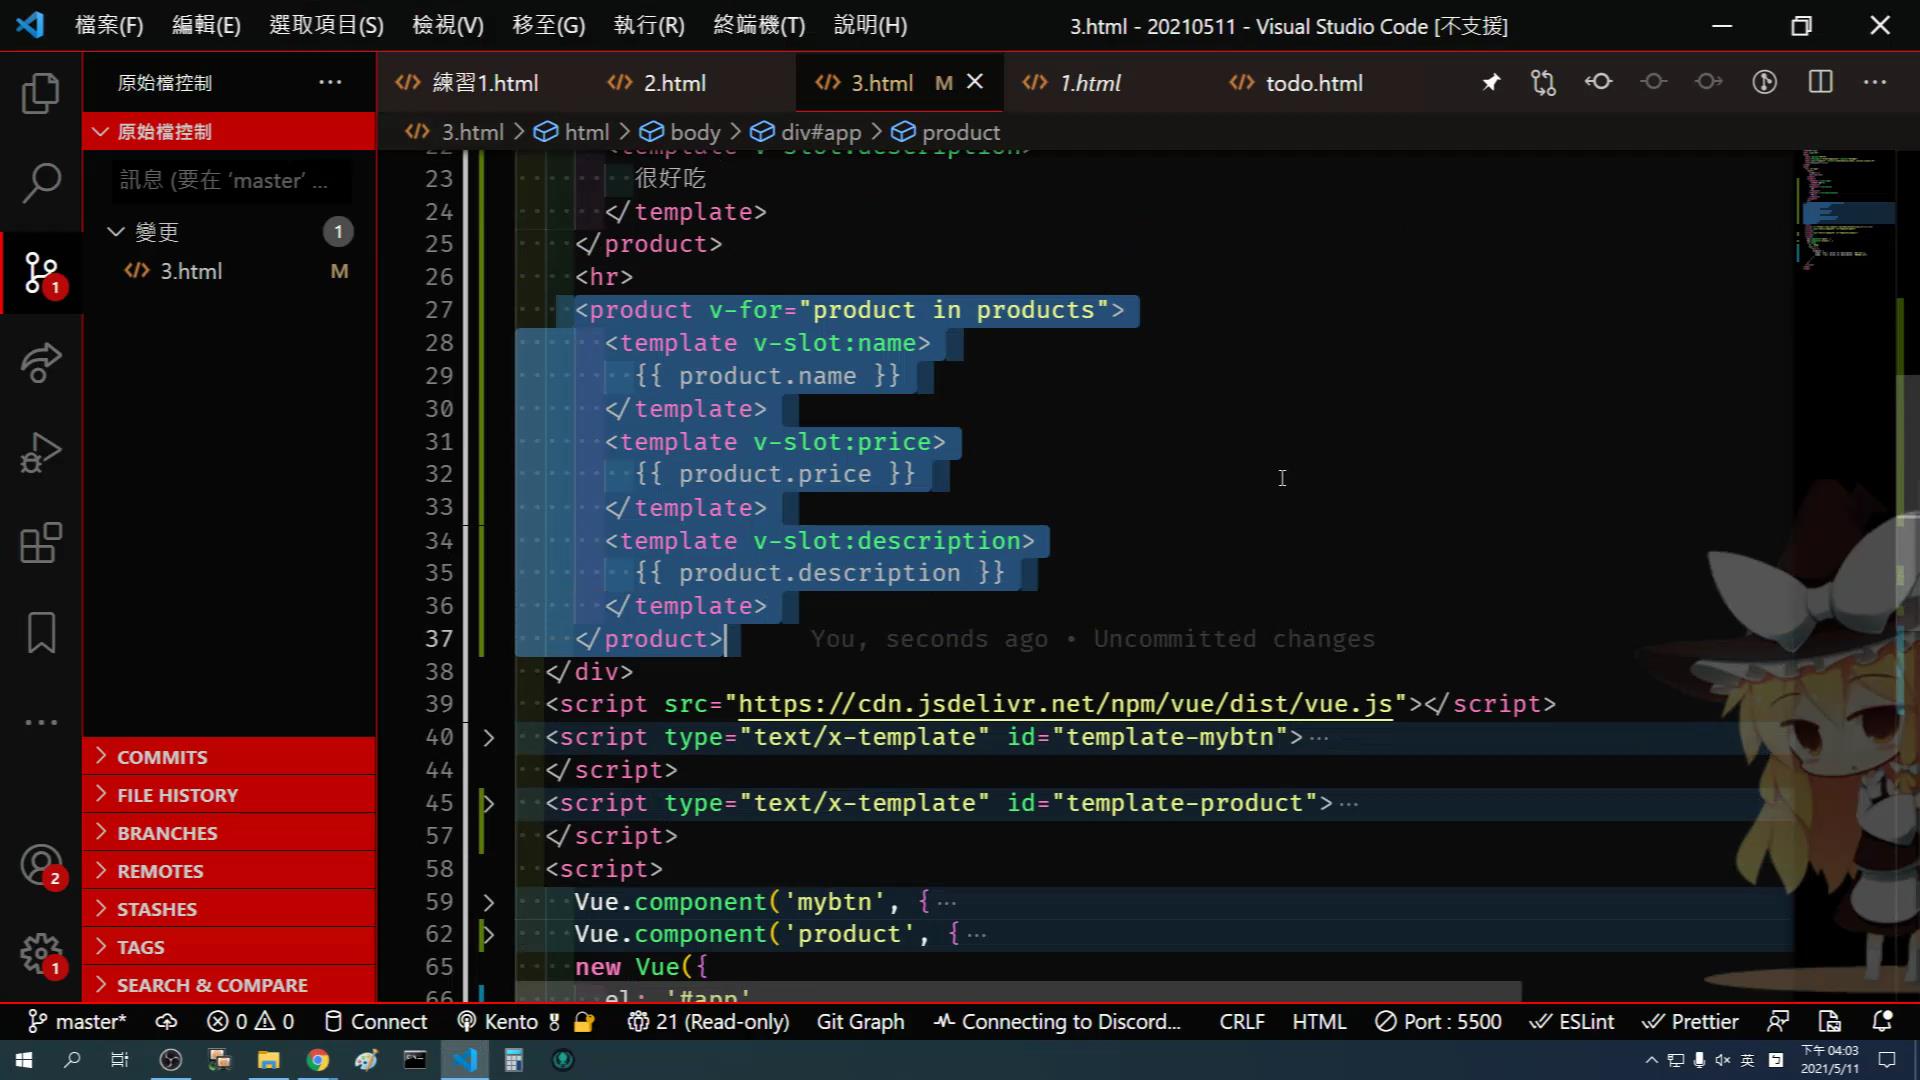 檔案(F) 編輯(E) 選取項目(S) 檢視(V) 移至(G) 執行(R) 終端機(T) 說明(H) 3.html - 20210511 - Visual Studio Code [不支援]
原始檔控制 ···
練習1.html 2.html 3.html M 1.html todo.html
原始檔控制
3.html > html > body > div#app > product
訊息 (要在 ‘master’ ...
變更 1
3.html M
22 <template v-slot:description>
23 很好吃
24 </template>
25 </product>
26 <hr>
27 <product v-for="product in products">
28 <template v-slot:name>
29 {{ product.name }}
30 </template>
31 <template v-slot:price>
32 {{ product.price }}
33 </template>
34 <template v-slot:description>
35 {{ product.description }}
36 </template>
37 </product> You, seconds ago • Uncommitted changes
38 </div>
39 <script src="https://cdn.jsdelivr.net/npm/vue/dist/vue.js"></script>
40 <script type="text/x-template" id="template-mybtn">···
44 </script>
45 <script type="text/x-template" id="template-product">···
57 </script>
58 <script>
59 Vue.component('mybtn', {···
62 Vue.component('product', {···
65 new Vue({
66 el: '#app'
COMMITS
FILE HISTORY
BRANCHES
REMOTES
STASHES
TAGS
SEARCH & COMPARE
1
2
1
master* 0 0 Connect Kento 21 (Read-only) Git Graph Connecting to Discord... CRLF HTML Port : 5500 ESLint Prettier
英 下午 04:03
2021/5/11